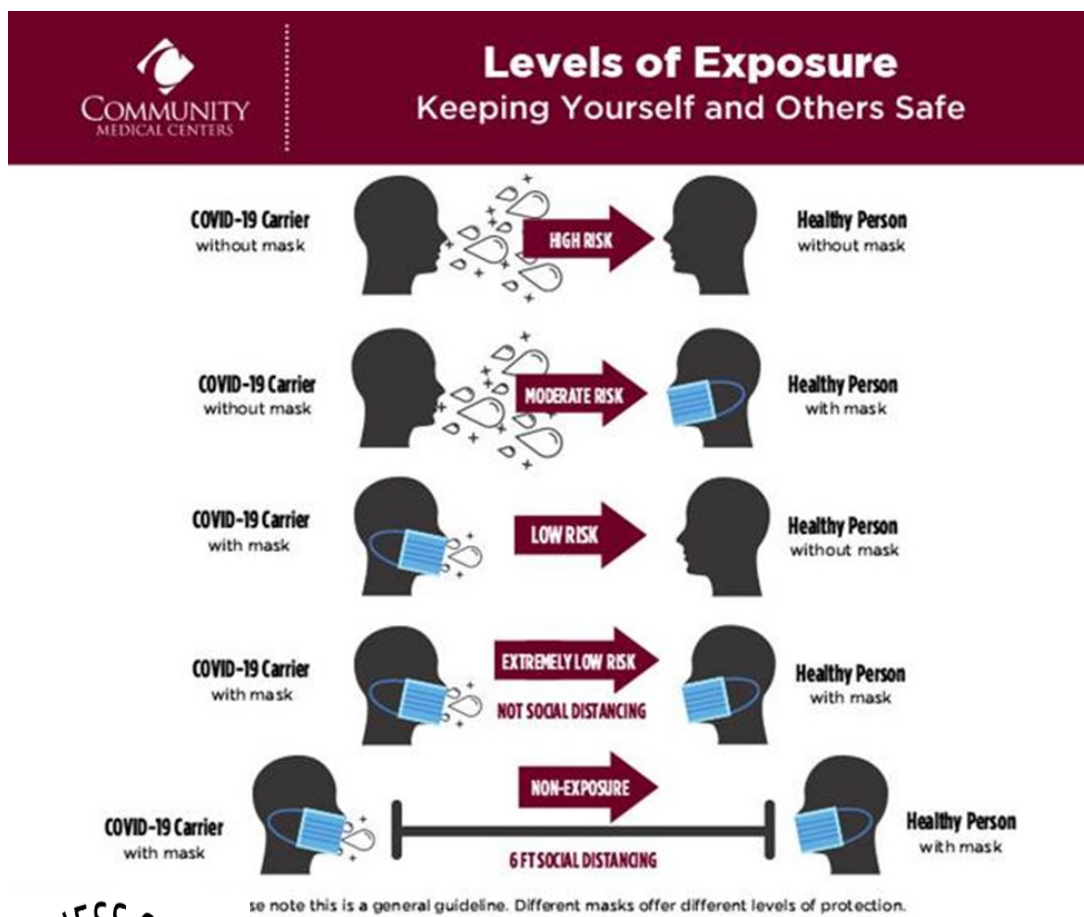 COMMUNITY
MEDICAL CENTERS
Levels of Exposure
Keeping Yourself and Others Safe
COVID-19 Carrier
without mask
HIGH RISK
Healthy Person
without mask
COVID-19 Carrier
without mask
MODERATE RISK
Healthy Person
with mask
COVID-19 Carrier
with mask
LOW RISK
Healthy Person
without mask
COVID-19 Carrier
with mask
EXTREMELY LOW RISK
NOT SOCIAL DISTANCING
Healthy Person
with mask
COVID-19 Carrier
with mask
NON-EXPOSURE
6 FT SOCIAL DISTANCING
Healthy Person
with mask
note this is a general guideline. Different masks offer different levels of protection.